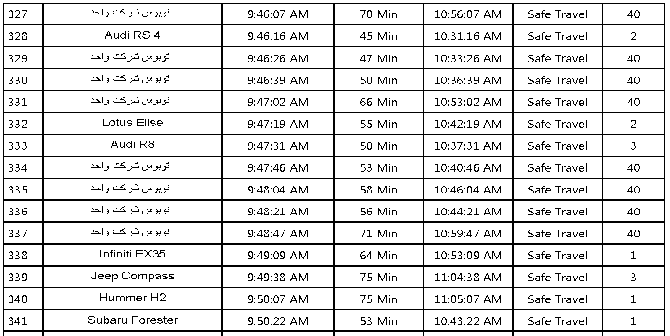 327 توبوس شرکت واحد 9:46:07 AM 70 Min 10:56:07 AM Safe Travel 40
328 Audi RS 4 9:46:16 AM 45 Min 10:31:16 AM Safe Travel 2
329 توبوس شرکت واحد 9:46:26 AM 47 Min 10:33:26 AM Safe Travel 40
330 توبوس شرکت واحد 9:46:39 AM 50 Min 10:36:39 AM Safe Travel 40
331 توبوس شرکت واحد 9:47:02 AM 66 Min 10:53:02 AM Safe Travel 40
332 Lotus Elise 9:47:19 AM 55 Min 10:42:19 AM Safe Travel 2
333 Audi R8 9:47:31 AM 50 Min 10:37:31 AM Safe Travel 3
334 توبوس شرکت واحد 9:47:46 AM 53 Min 10:40:46 AM Safe Travel 40
335 توبوس شرکت واحد 9:48:04 AM 58 Min 10:46:04 AM Safe Travel 40
336 توبوس شرکت واحد 9:48:21 AM 56 Min 10:44:21 AM Safe Travel 40
337 توبوس شرکت واحد 9:48:47 AM 71 Min 10:59:47 AM Safe Travel 40
338 Infiniti EX35 9:49:09 AM 64 Min 10:53:09 AM Safe Travel 1
339 Jeep Compass 9:49:38 AM 75 Min 11:04:38 AM Safe Travel 3
340 Hummer H2 9:50:07 AM 75 Min 11:05:07 AM Safe Travel 1
341 Subaru Forester 9:50:22 AM 53 Min 10:43:22 AM Safe Travel 1